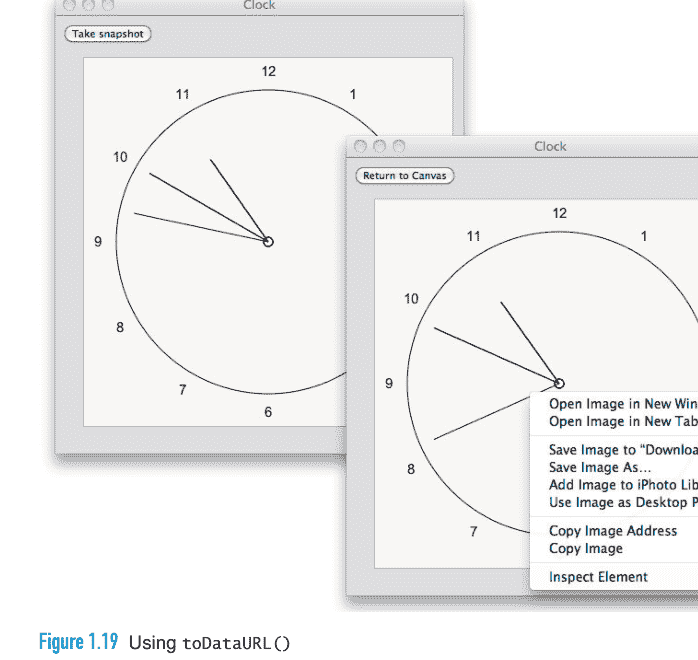 Clock
Take snapshot
12
11
1
10
9
8
7
6
Clock
Return to Canvas
12
11
1
10
9
8
7
Open Image in New Win
Open Image in New Tab
Save Image to “Downloa
Save Image As...
Add Image to iPhoto Lib
Use Image as Desktop P
Copy Image Address
Copy Image
Inspect Element
Figure 1.19 Using toDataURL()